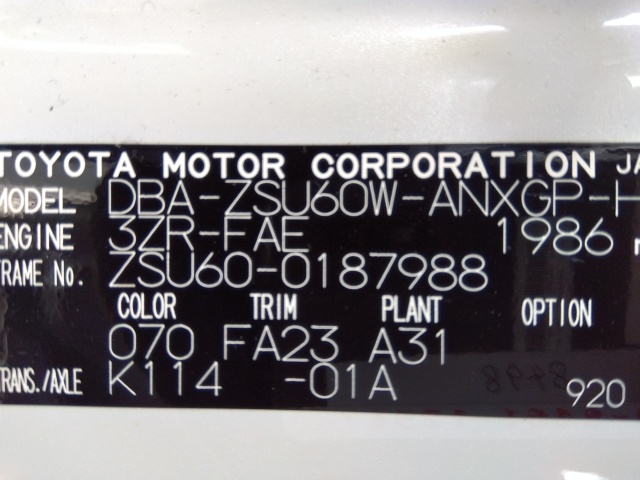 TOYOTA MOTOR CORPORATION JA
MODEL DBA-ZSU60W-ANXGP-H
ENGINE 3ZR-FAE 1986
FRAME No. ZSU60-0187988
COLOR TRIM PLANT OPTION
070 FA23 A31
TRANS./AXLE K114 -01A 920